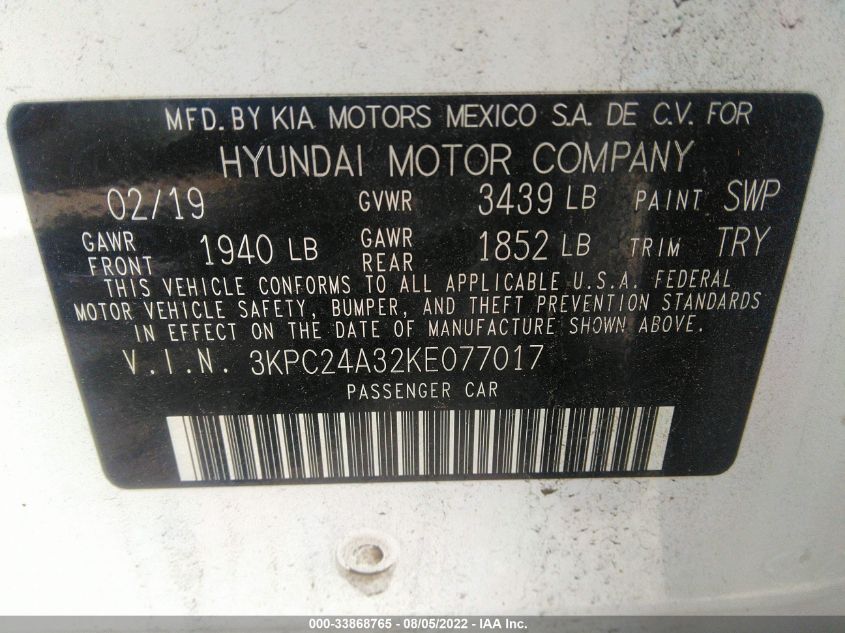 MFD. BY KIA MOTORS MEXICO S.A. DE C.V. FOR
HYUNDAI MOTOR COMPANY
02/19 GVWR 3439 LB PAINT SWP
GAWR FRONT 1940 LB GAWR REAR 1852 LB TRIM TRY
THIS VEHICLE CONFORMS TO ALL APPLICABLE U.S.A. FEDERAL
MOTOR VEHICLE SAFETY, BUMPER, AND THEFT PREVENTION STANDARDS
IN EFFECT ON THE DATE OF MANUFACTURE SHOWN ABOVE.
V.I.N. 3KPC24A32KE077017
PASSENGER CAR
000-33868765 - 08/05/2022 - IAA Inc.